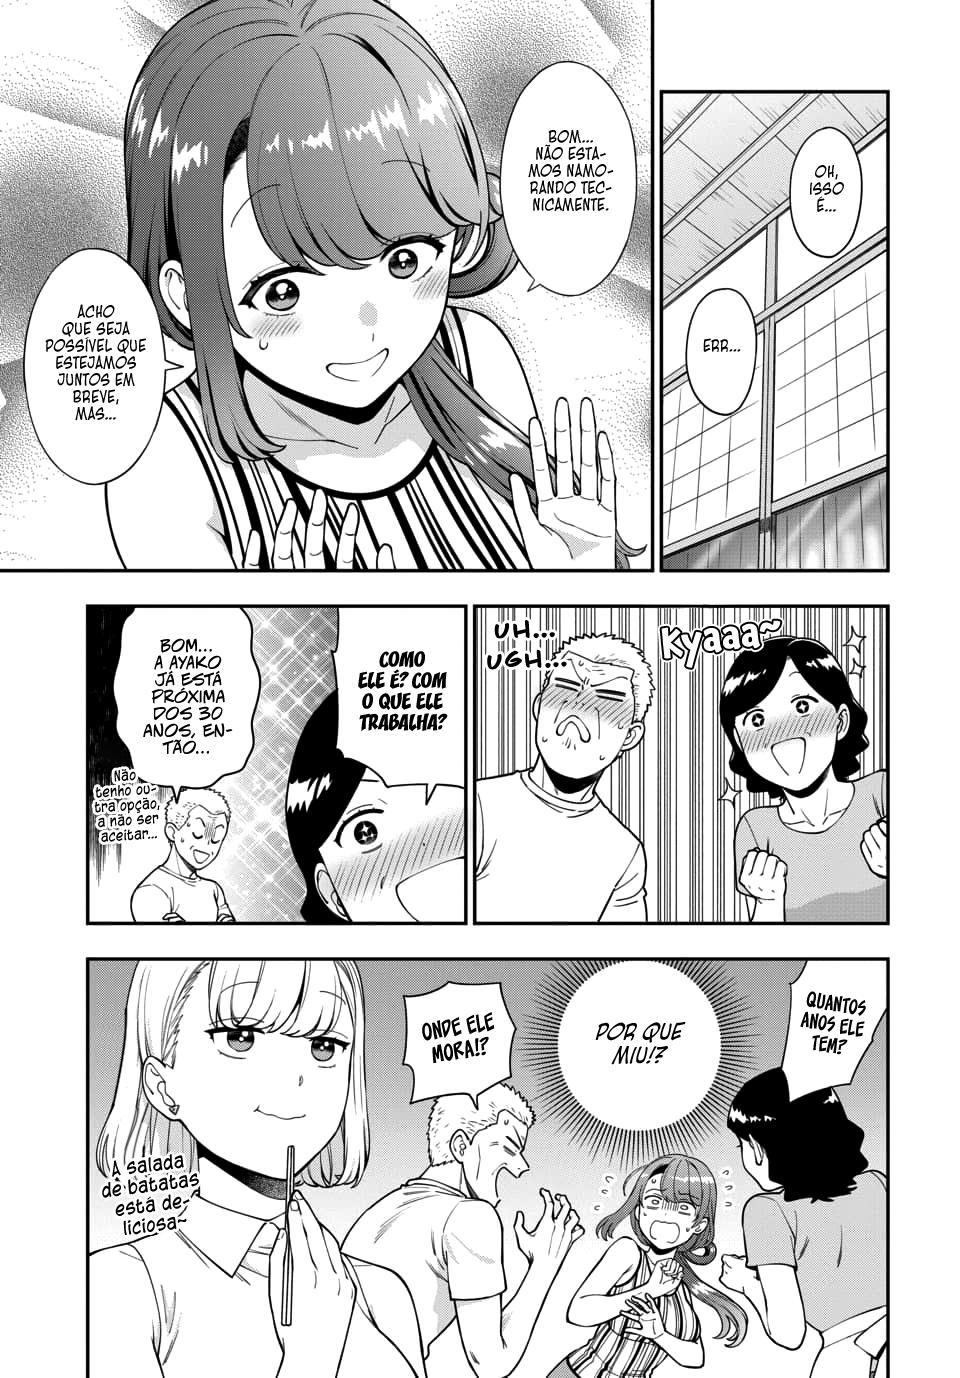 OH,
ISSO
É...
ERR...
BOM...
NÃO ESTA-
MOS NAMO-
RANDO TEC-
NICAMENTE.
ACHO
QUE SEJA
POSSÍVEL QUE
ESTEJAMOS
JUNTOS EM
BREVE,
MAS...
Kyaaa~
UH...
UGH...
COMO
ELE É? COM
O QUE ELE
TRABALHA?
BOM...
A AYAKO
JÁ ESTÁ
PRÓXIMA
DOS 30
ANOS, EN-
TÃO...
Não
tenho ou-
tra opção,
a não ser
aceitar...
QUANTOS
ANOS ELE
TEM?
POR QUE
MIU!?
ONDE ELE
MORA!?
A salada
de batatas
está de-
liciosa~